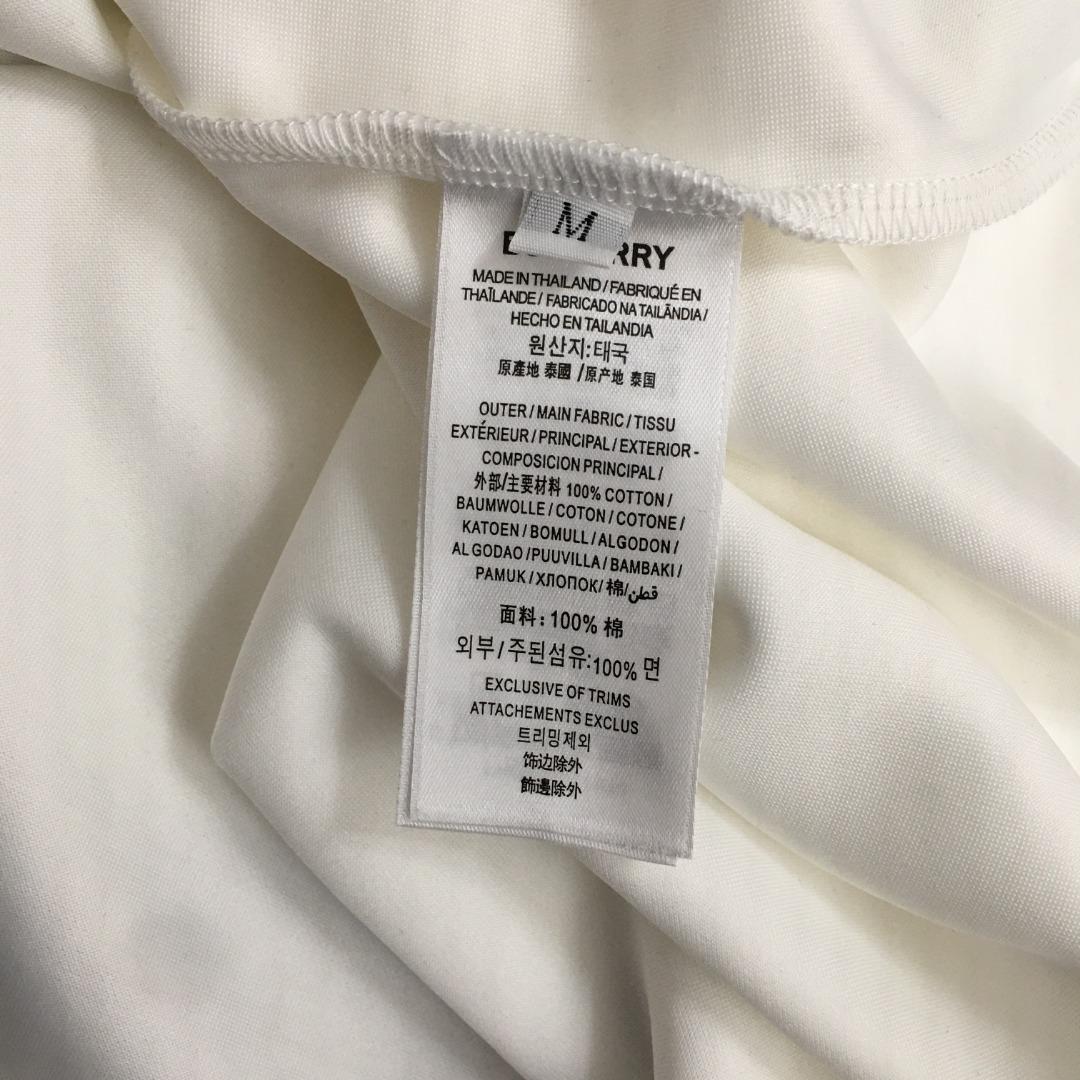 M
MADE IN THAILAND / FABRIQUÉ EN
THAÏLANDE / FABRICADO NA TAILÂNDIA /
HECHO EN TAILANDIA
원산지:태국
原產地 泰國 /原产地 泰国
OUTER / MAIN FABRIC / TISSU
EXTÉRIEUR / PRINCIPAL / EXTERIOR -
COMPOSICION PRINCIPAL /
外部/主要材料 100% COTTON /
BAUMWOLLE / COTON / COTONE /
KATOEN / BOMULL / ALGODON /
ALGODAO / PUUVILLA / BAMBAKI /
PAMUK / ХЛОПОК/ 棉/قطن
面料: 100% 棉
외부 / 주된섬유:100% 면
EXCLUSIVE OF TRIMS
ATTACHEMENTS EXCLUS
트리밍제외
饰边除外
飾邊除外